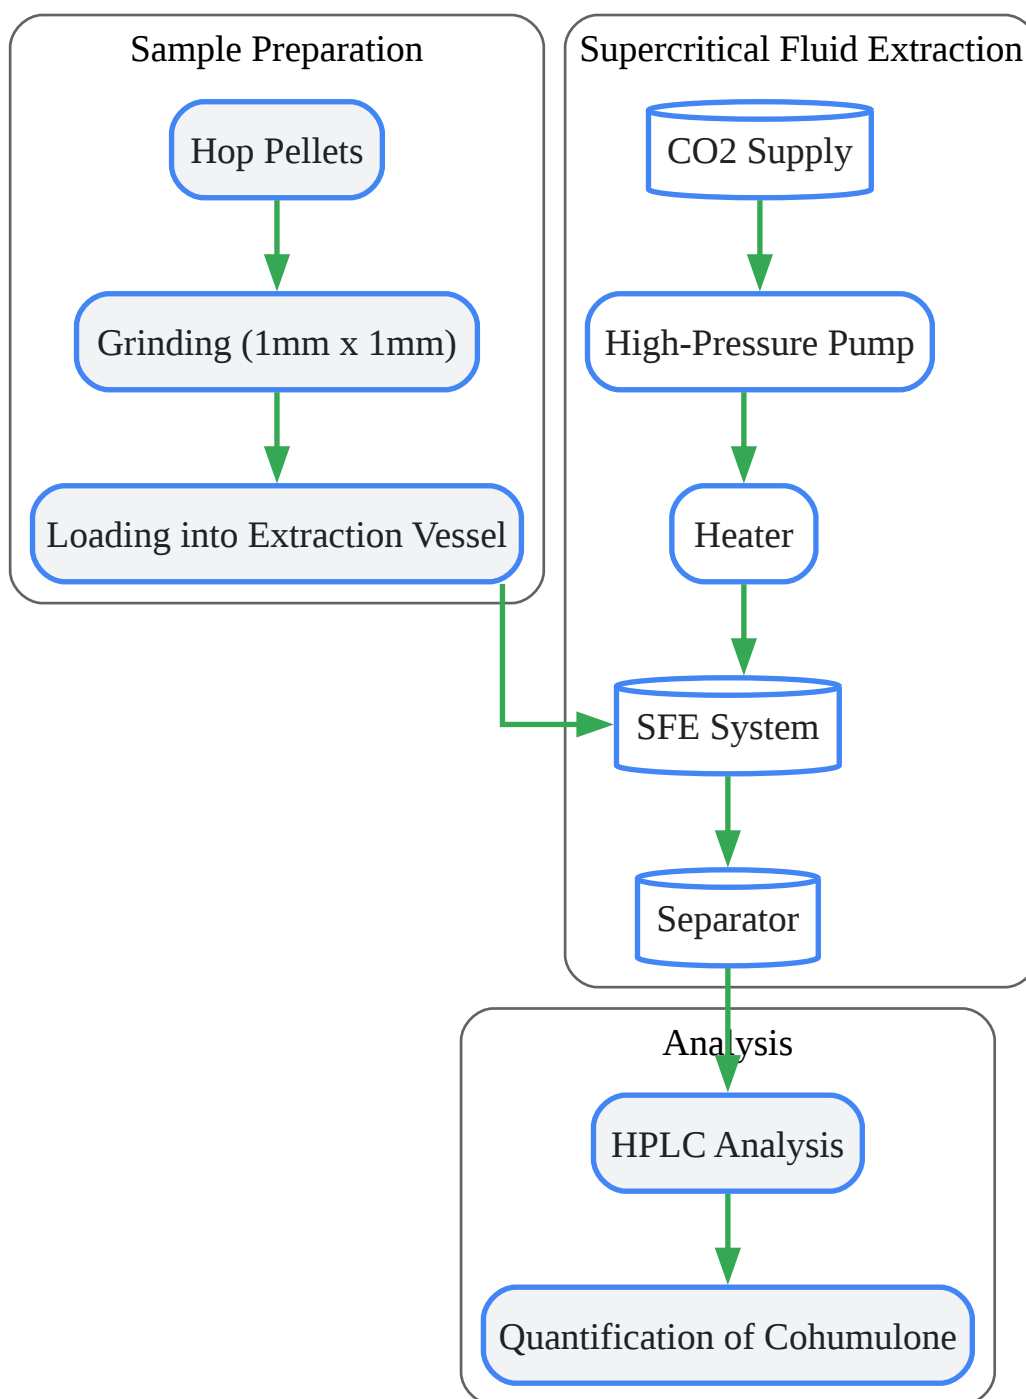 Sample Preparation
Hop Pellets
Grinding (1mm x 1mm)
Loading into Extraction Vessel
Supercritical Fluid Extraction
CO2 Supply
High-Pressure Pump
Heater
SFE System
Separator
Analysis
HPLC Analysis
Quantification of Cohumulone